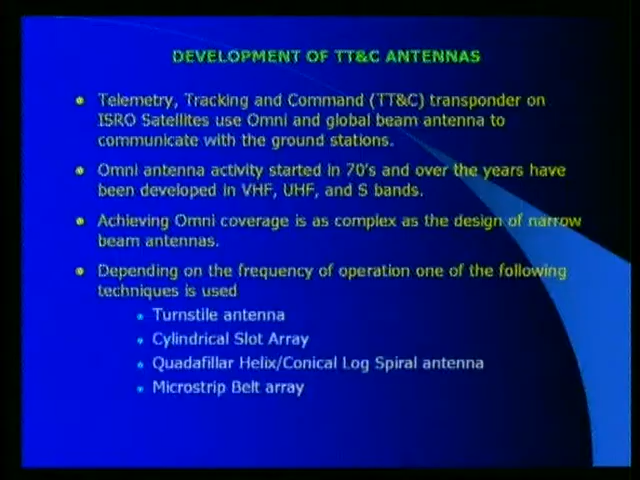 DEVELOPMENT OF TT&C ANTENNAS
Telemetry, Tracking and Command (TT&C) transponder on
ISRO Satellites use Omni and global beam antenna to
communicate with the ground stations.
Omni antenna activity started in 70's and over the years have
been developed in VHF, UHF, and S bands.
Achieving Omni coverage is as complex as the design of narrow
beam antennas.
Depending on the frequency of operation one of the following
techniques is used
Turnstile antenna
Cylindrical Slot Array
Quadafillar Helix/Conical Log Spiral antenna
Microstrip Belt array